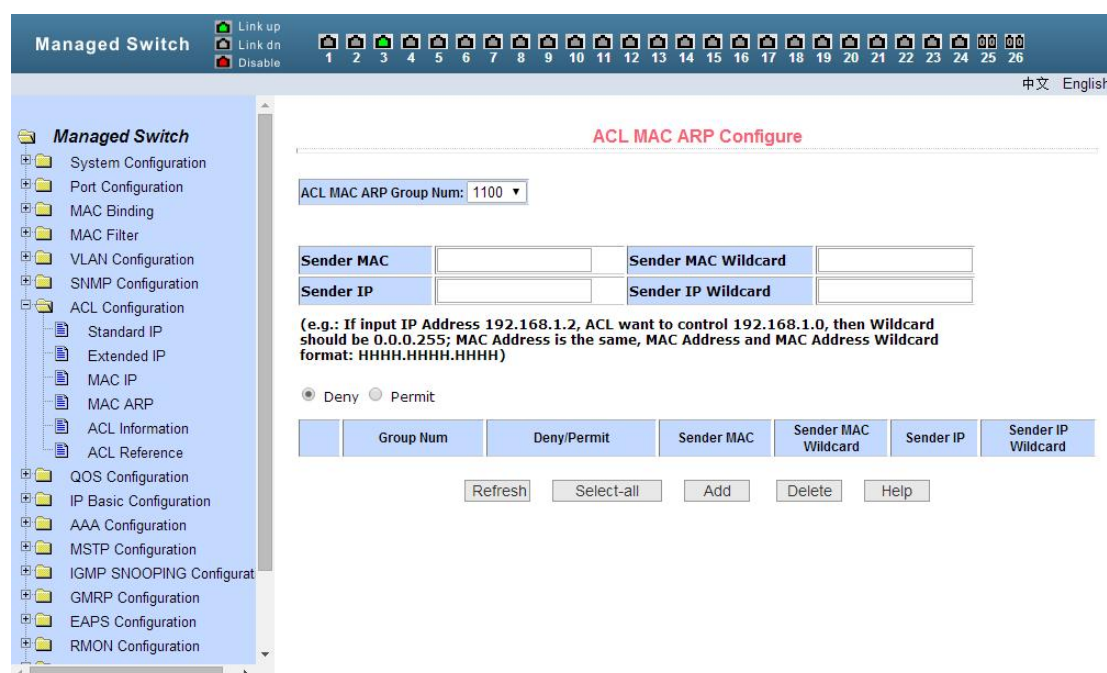 Managed Switch
Link up
Link dn
Disable
1 2 3 4 5 6 7 8 9 10 11 12 13 14 15 16 17 18 19 20 21 22 23 24 25 26
中文 English
Managed Switch
System Configuration
Port Configuration
MAC Binding
MAC Filter
VLAN Configuration
SNMP Configuration
ACL Configuration
Standard IP
Extended IP
MAC IP
MAC ARP
ACL Information
ACL Reference
QOS Configuration
IP Basic Configuration
AAA Configuration
MSTP Configuration
IGMP SNOOPING Configurat
GMRP Configuration
EAPS Configuration
RMON Configuration
ACL MAC ARP Configure
ACL MAC ARP Group Num: 1100
Sender MAC Sender MAC Wildcard
Sender IP Sender IP Wildcard
(e.g.: If input IP Address 192.168.1.2, ACL want to control 192.168.1.0, then Wildcard
should be 0.0.0.255; MAC Address is the same, MAC Address and MAC Address Wildcard
format: HHHH.HHHH.HHHH)
Deny Permit
Group Num Deny/Permit Sender MAC Sender MAC Wildcard Sender IP Sender IP Wildcard
Refresh Select-all Add Delete Help